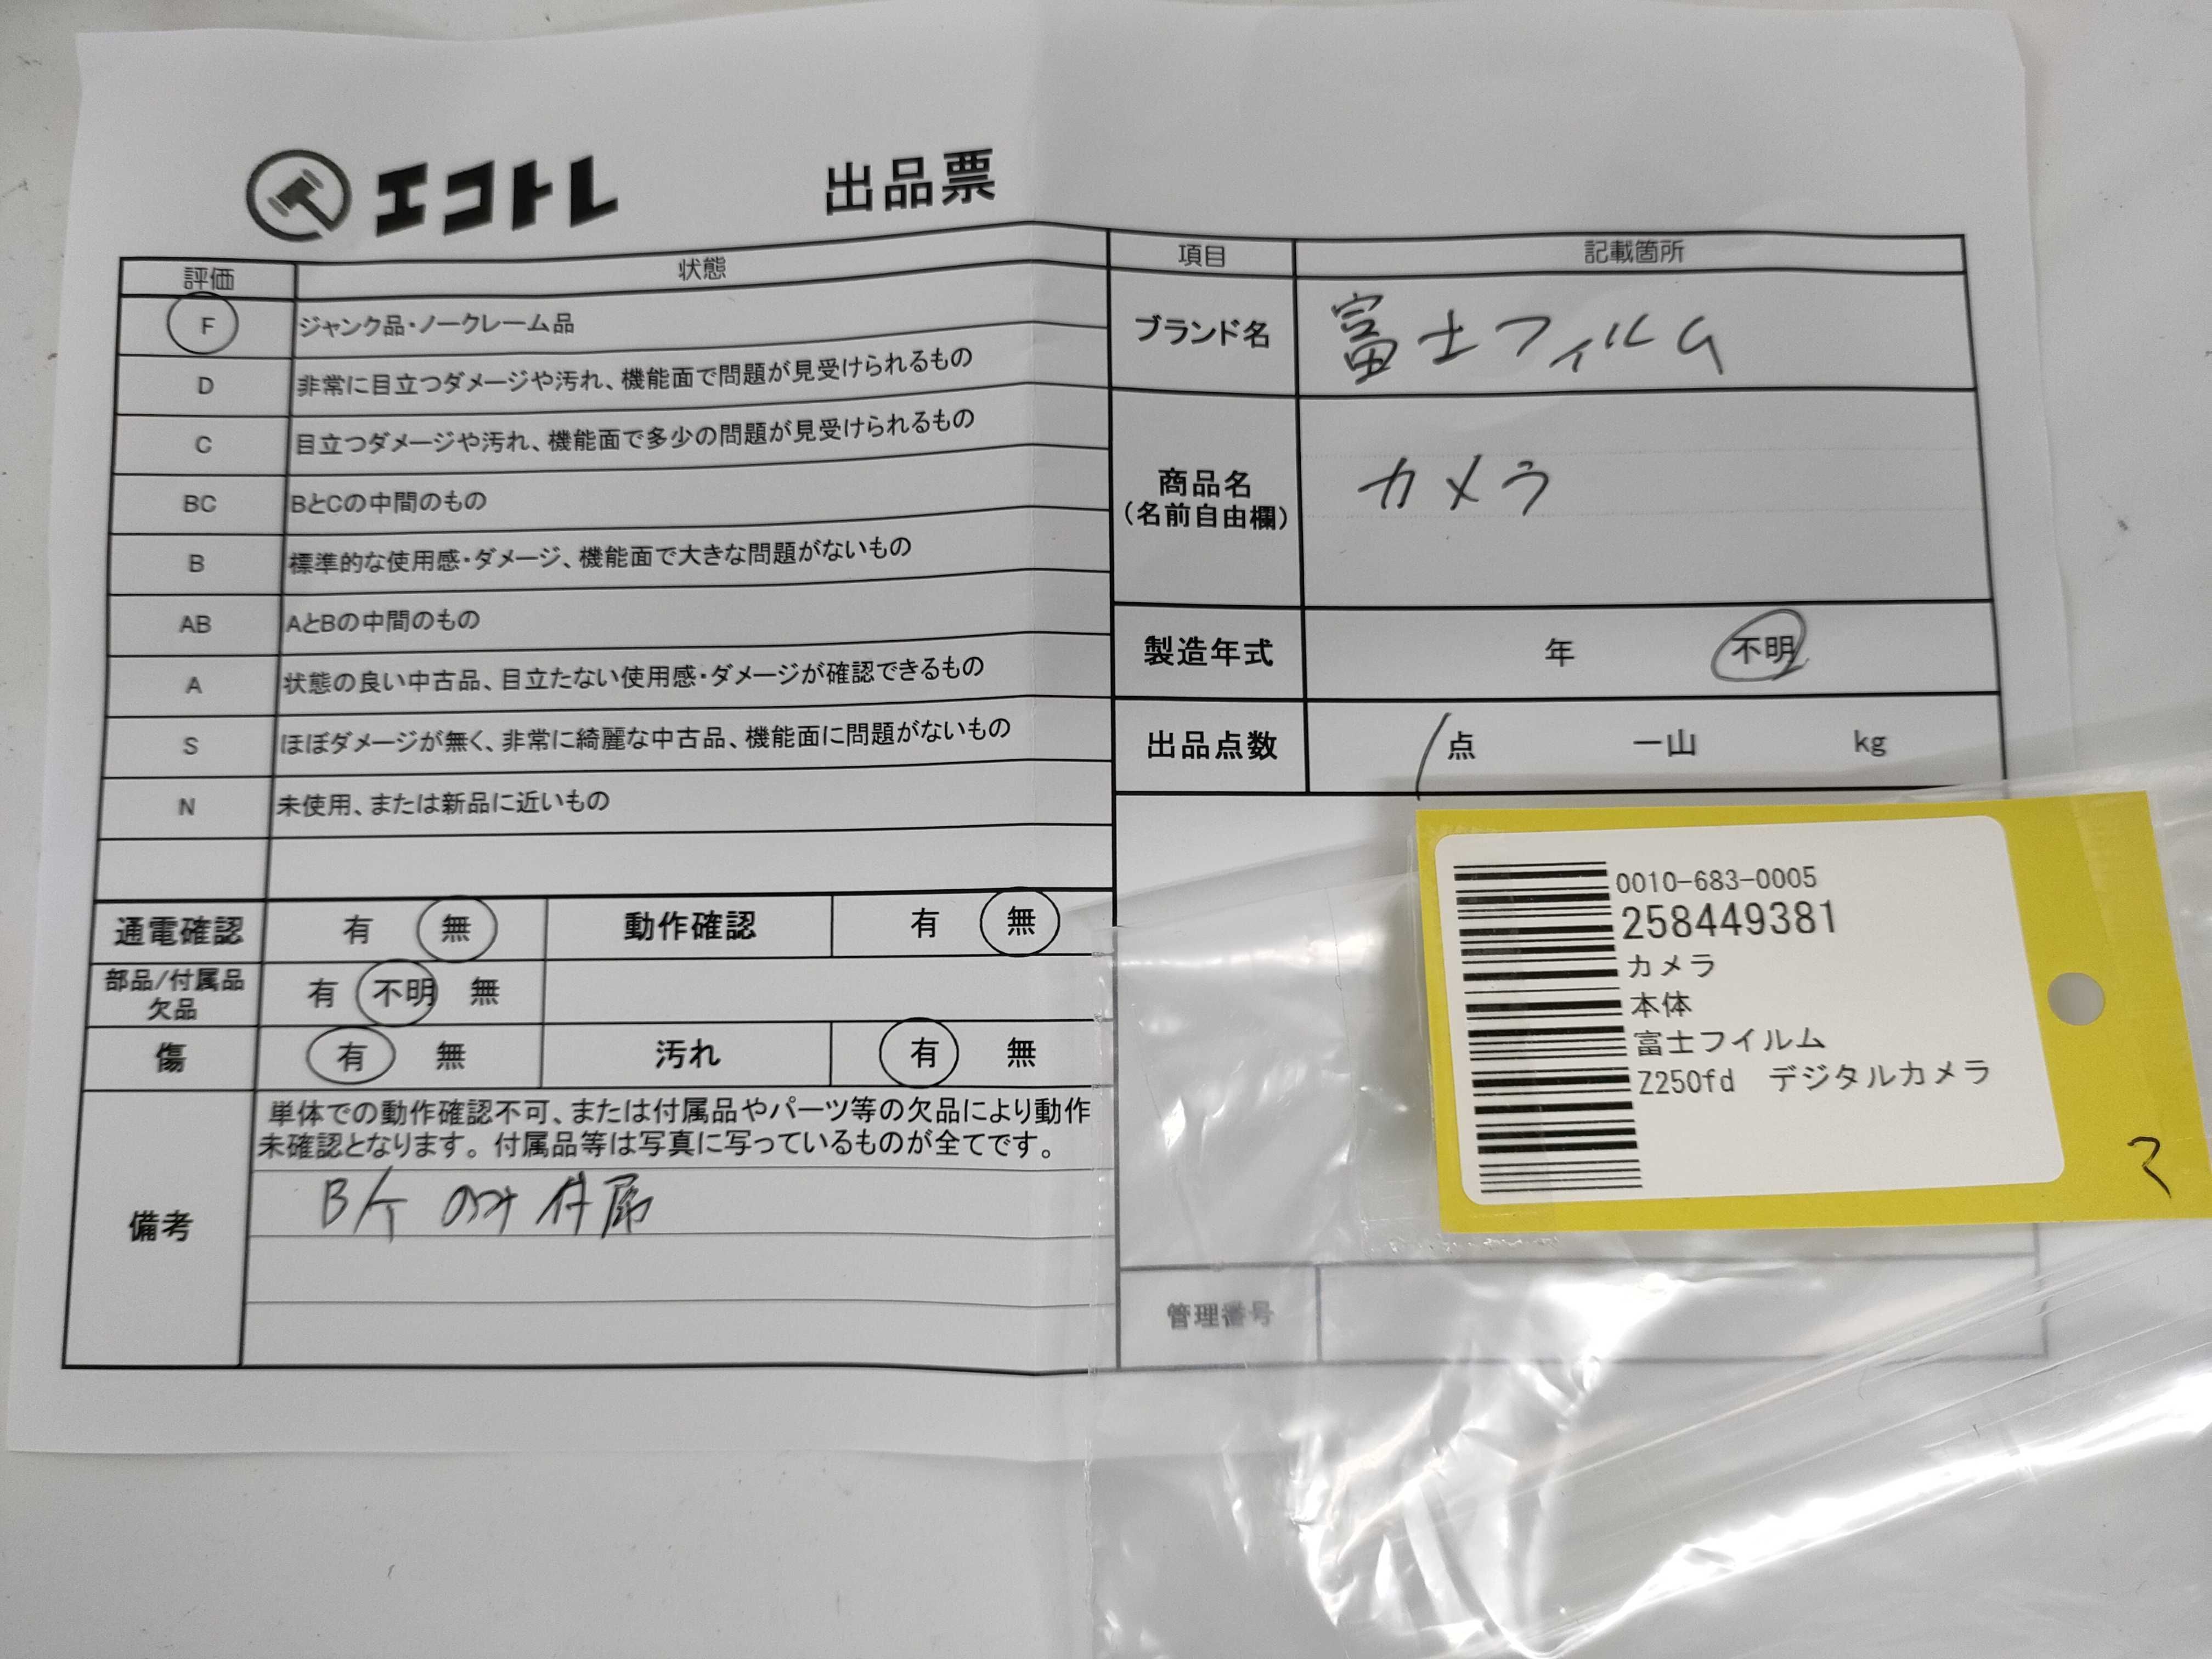 エコトレ 出品票
評価 状態
F ジャンク品・ノークレーム品
D 非常に目立つダメージや汚れ、機能面で問題が見受けられるもの
C 目立つダメージや汚れ、機能面で多少の問題が見受けられるもの
BC BとCの中間のもの
B 標準的な使用感・ダメージ、機能面で大きな問題がないもの
AB AとBの中間のもの
A 状態の良い中古品、目立たない使用感・ダメージが確認できるもの
S ほぼダメージが無く、非常に綺麗な中古品、機能面に問題がないもの
N 未使用、または新品に近いもの
通電確認 有 無 動作確認 有 無
部品/付属品
欠品
有 不明 無
傷 有 無 汚れ 有 無
備考
単体での動作確認不可、または付属品やパーツ等の欠品により動作
未確認となります。付属品等は写真に写っているものが全てです。
B/T のみ付属
項目 記載箇所
ブランド名 富士フィルム
商品名
(名前自由欄)
カメラ
製造年式 年 不明
出品点数 1点 一山 kg
管理番号
0010-683-0005
258449381
カメラ
本体
富士フイルム
Z250fd デジタルカメラ